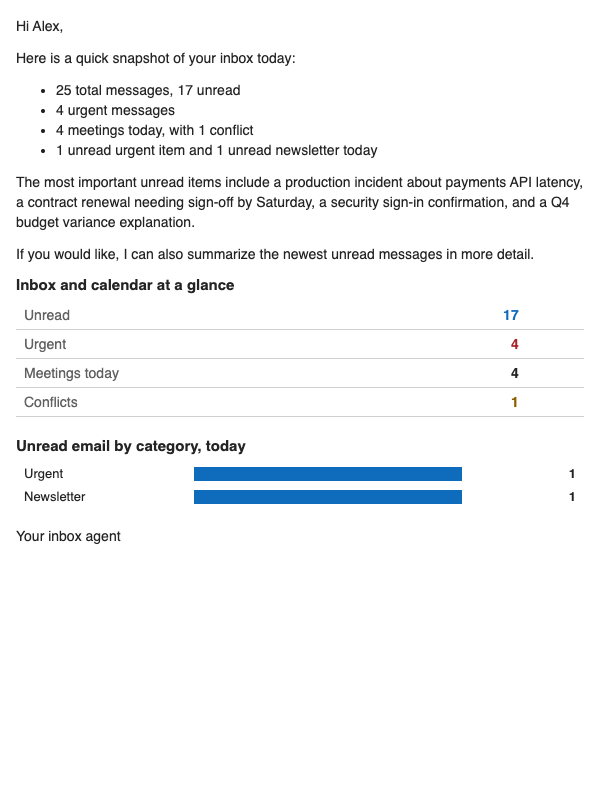 Hi Alex,
Here is a quick snapshot of your inbox today:
• 25 total messages, 17 unread
• 4 urgent messages
• 4 meetings today, with 1 conflict
• 1 unread urgent item and 1 unread newsletter today
The most important unread items include a production incident about payments API latency,
a contract renewal needing sign-off by Saturday, a security sign-in confirmation, and a Q4
budget variance explanation.
If you would like, I can also summarize the newest unread messages in more detail.
Inbox and calendar at a glance
Unread 17
Urgent 4
Meetings today 4
Conflicts 1
Unread email by category, today
Urgent 1
Newsletter 1
Your inbox agent